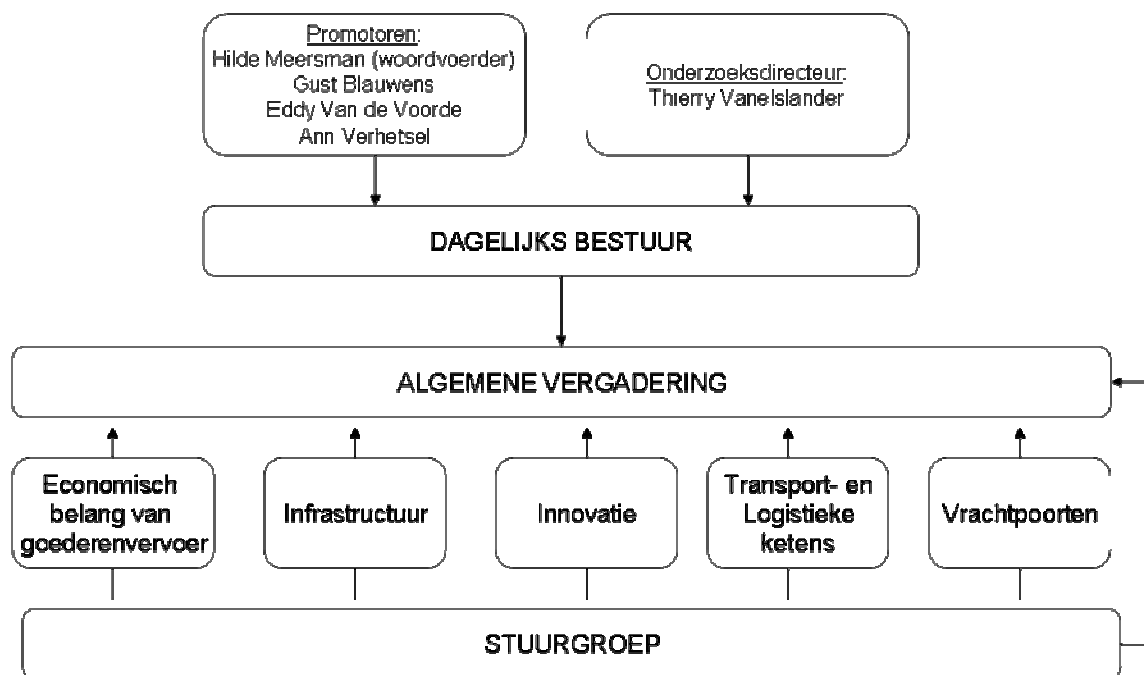 Promotoren:
Hilde Meersman (woordvoerder)
Gust Blauwens
Eddy Van de Voorde
Ann Verhetsel
Onderzoeksdirecteur:
Thierry Vanelslander
DAGELIJKS BESTUUR
ALGEMENE VERGADERING
Economisch
belang van
goederenvervoer
Infrastructuur
Innovatie
Transport- en
Logistieke
ketens
Vrachtpoorten
STUURGROEP